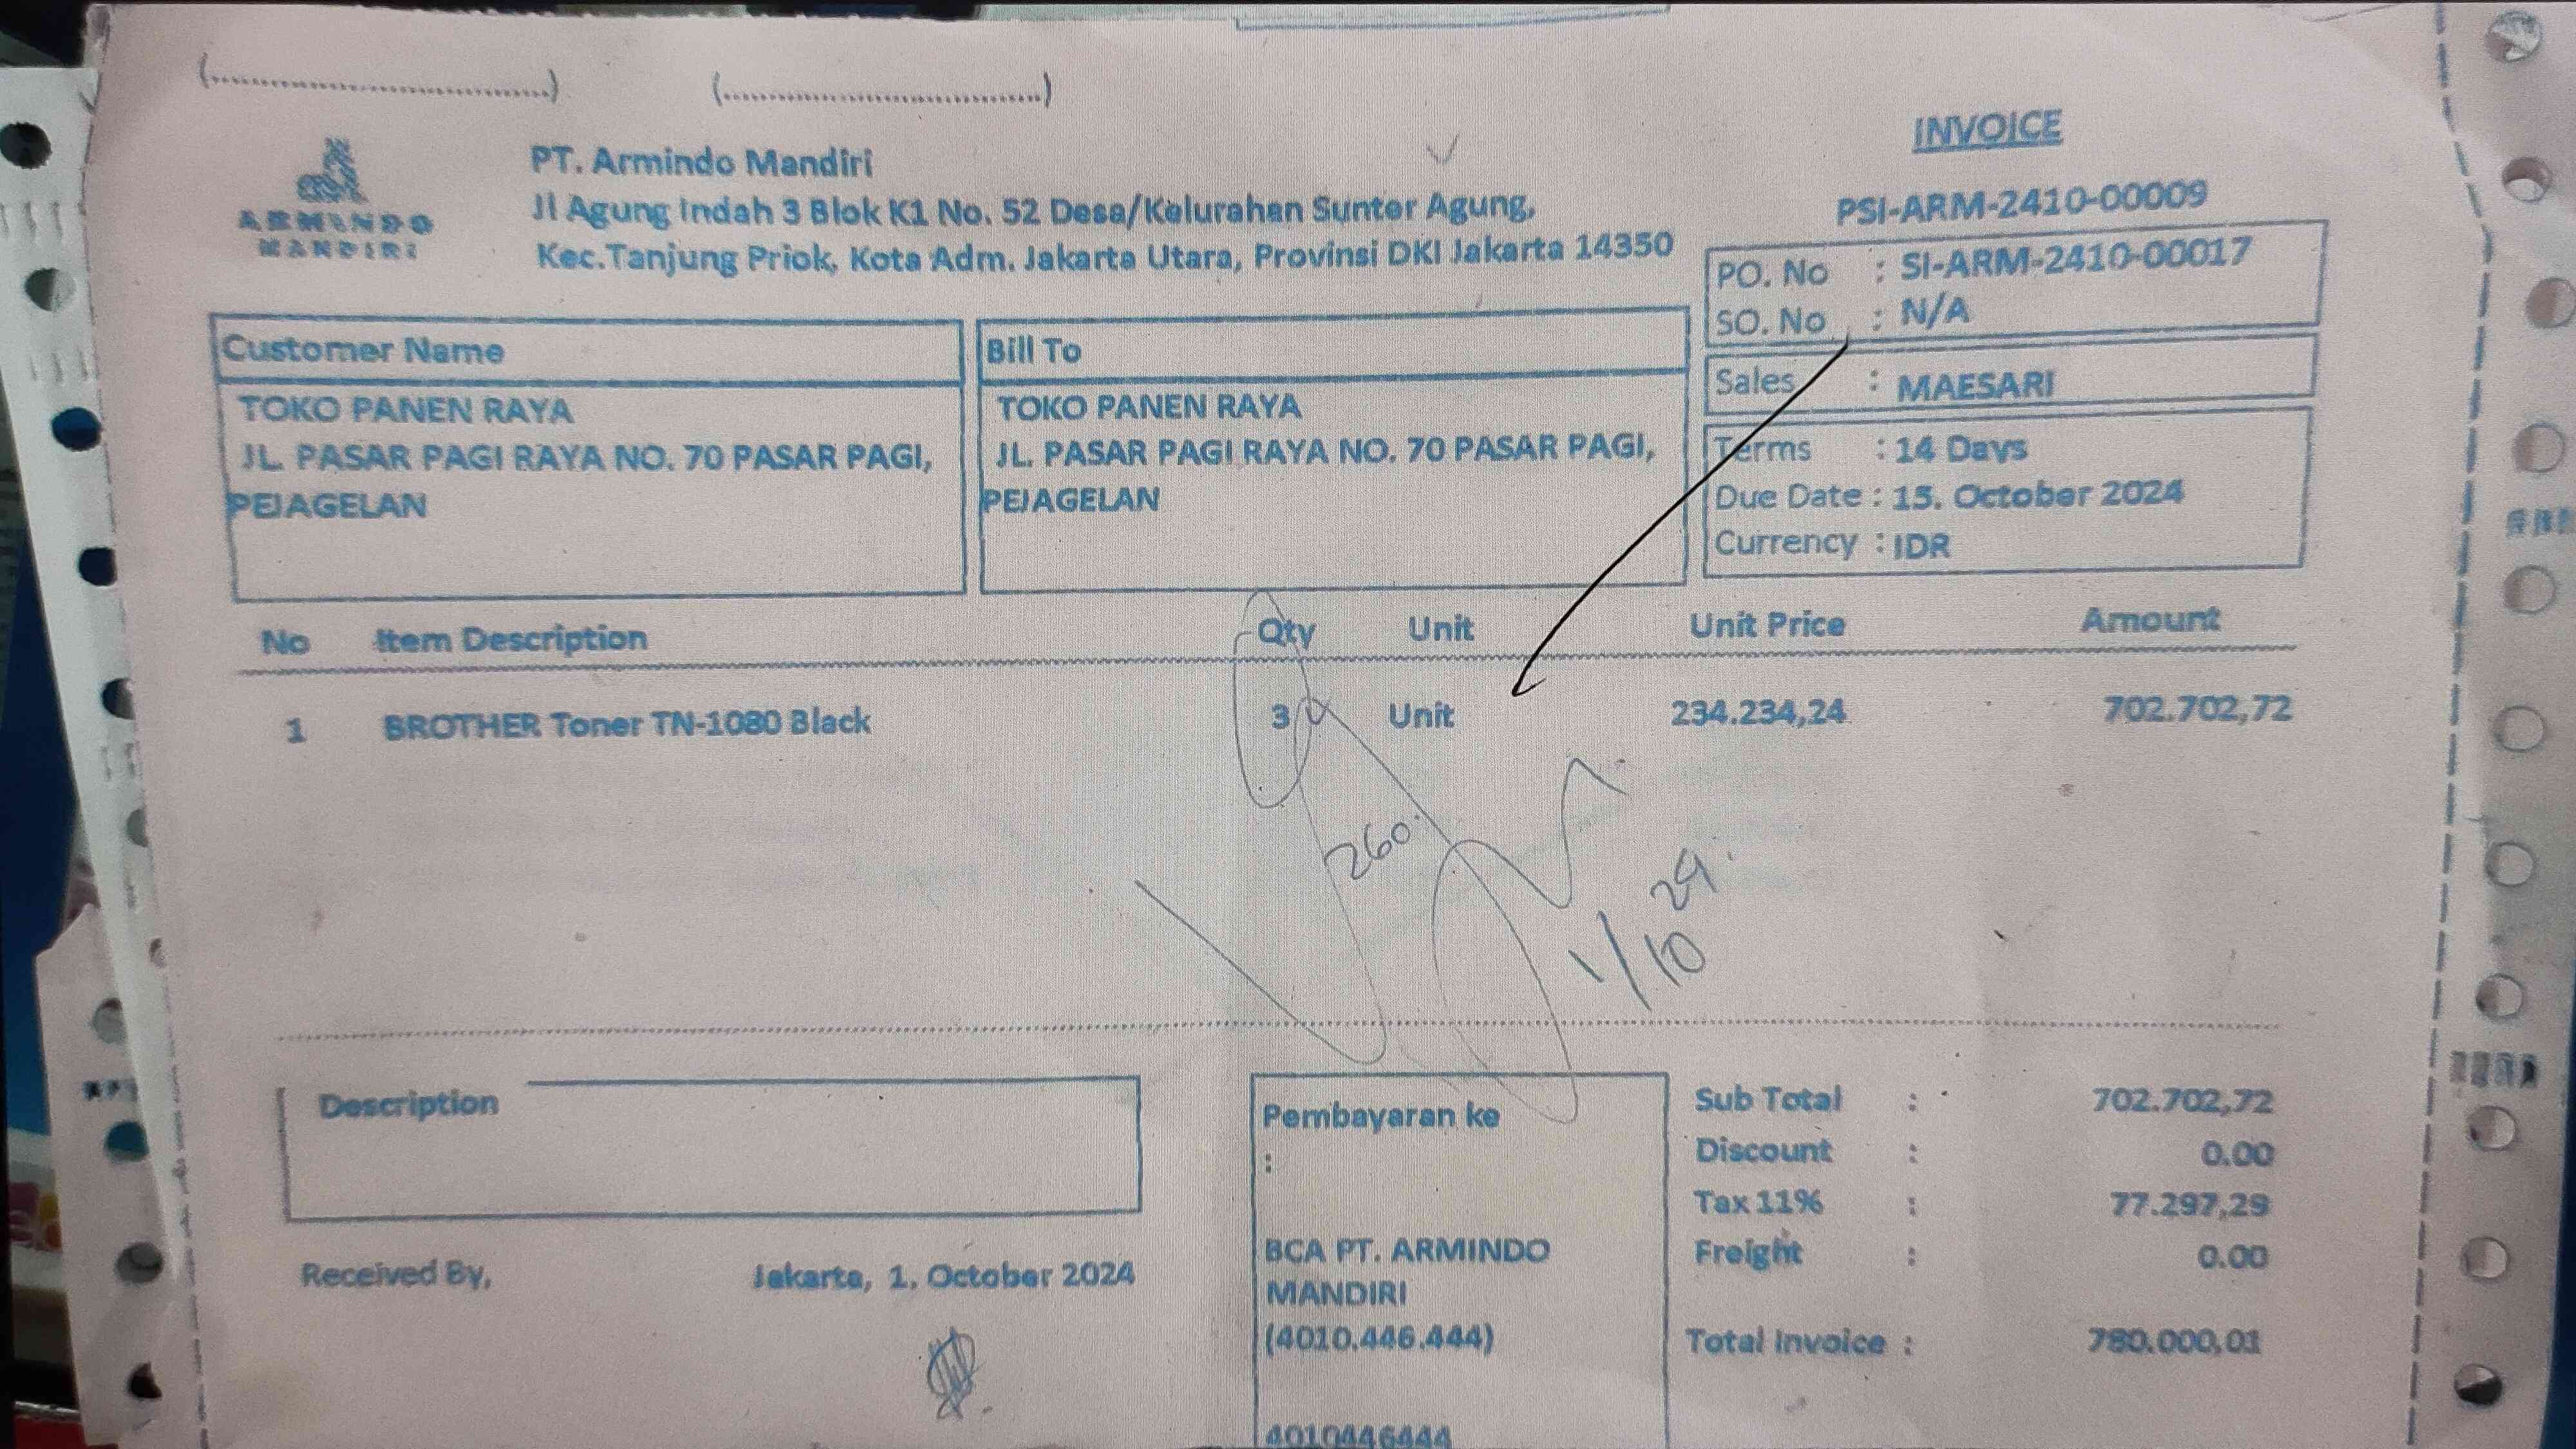 (..............................) (..............................)
INVOICE
PSI-ARM-2410-00009
ARMINDO
MANDIRI
PT. Armindo Mandiri
Jl Agung Indah 3 Blok K1 No. 52 Desa/Kelurahan Sunter Agung,
Kec.Tanjung Priok, Kota Adm. Jakarta Utara, Provinsi DKI Jakarta 14350
PO. No : SI-ARM-2410-00017
SO. No : N/A
Sales : MAESARI
Terms : 14 Days
Due Date : 15. October 2024
Currency : IDR
Customer Name
TOKO PANEN RAYA
JL. PASAR PAGI RAYA NO. 70 PASAR PAGI,
PEJAGELAN
Bill To
TOKO PANEN RAYA
JL. PASAR PAGI RAYA NO. 70 PASAR PAGI,
PEJAGELAN
No Item Description Qty Unit Unit Price Amount
1 BROTHER Toner TN-1080 Black 3 Unit 234.234,24 702.702,72
260.
1/10 24.
Description
Received By,
Jakarta, 1. October 2024
Pembayaran ke
:
BCA PT. ARMINDO
MANDIRI
(4010.446.444)
4010446444
Sub Total : 702.702,72
Discount : 0.00
Tax 11% : 77.297,29
Freight : 0.00
Total Invoice : 780.000,01